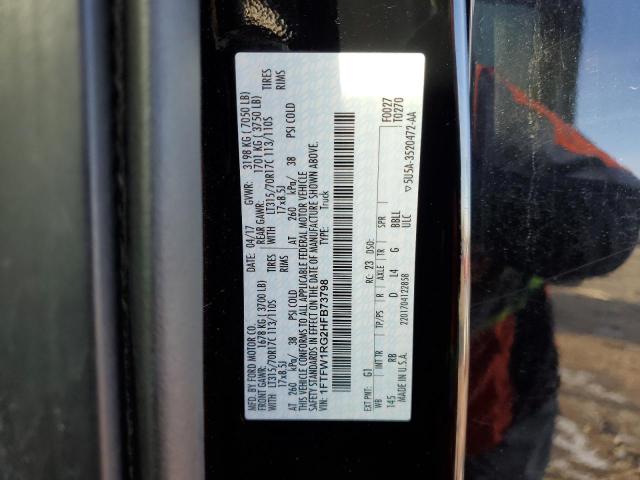 MFD. BY FORD MOTOR CO.
DATE: 04/17 GVWR: 3198 KG ( 7050 LB)
FRONT GAWR: 1678 KG ( 3700 LB) REAR GAWR: 1701 KG ( 3750 LB)
WITH LT315/70R17C 113/110S TIRES WITH LT315/70R17C 113/110S TIRES
17x8.5J RIMS 17x8.5J RIMS
AT 260 kPa/ 38 PSI COLD AT 260 kPa/ 38 PSI COLD
THIS VEHICLE CONFORMS TO ALL APPLICABLE FEDERAL MOTOR VEHICLE
SAFETY STANDARDS IN EFFECT ON THE DATE OF MANUFACTURE SHOWN ABOVE.
VIN: 1FTFW1RG2HFB73798 TYPE: Truck
F0027
T0270
EXT PNT: G1 RC: 23 DSO:
WB INT TR TP/PS R AXLE TR SPR
145 RB D L4 G BBLL
MADE IN U.S.A. 2201704122858 ULC
▽5U5A-3520472-AA